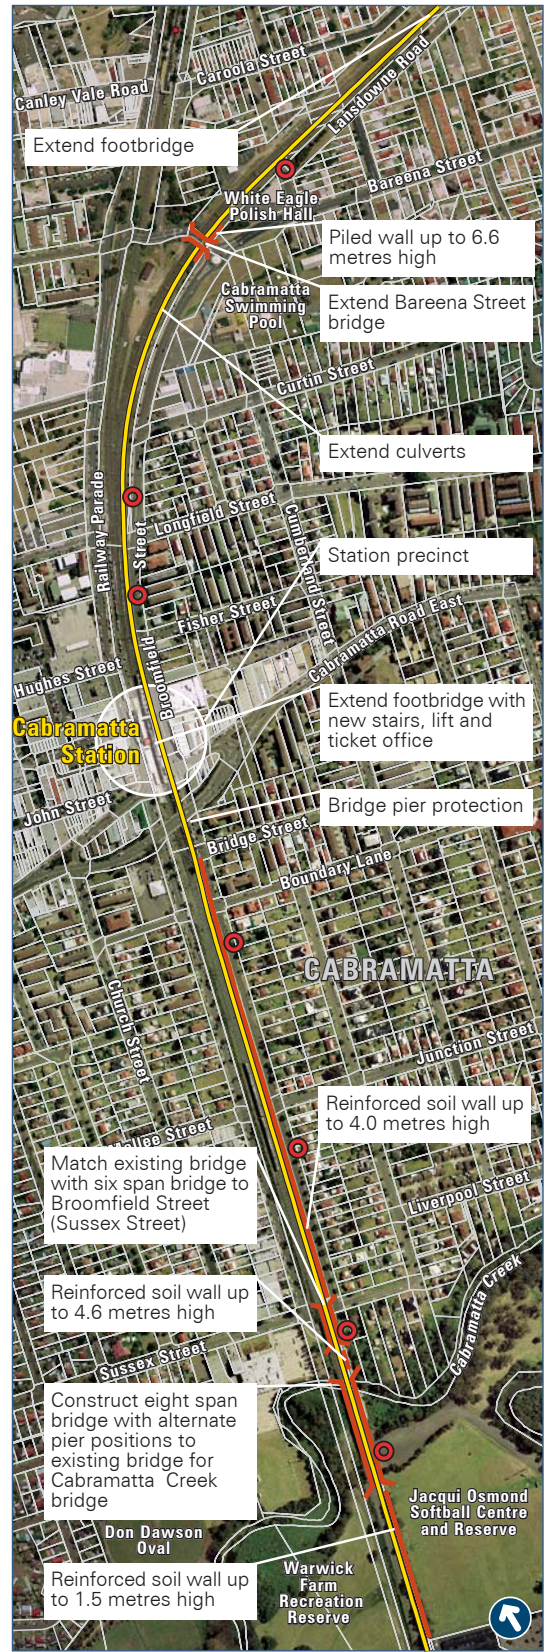 Caroola Street
Canley Vale Road
Lansdowne Road
Extend footbridge
Bareena Street
White Eagle
Polish Hall
Piled wall up to 6.6
metres high
Cabramatta
Swimming
Pool
Extend Bareena Street
bridge
Curtin Street
Extend culverts
Railway Parade
Longfield Street
Cumberland Street
Broomfield Street
Station precinct
Fisher Street
Cabramatta Road East
Hughes Street
Extend footbridge with
new stairs, lift and
ticket office
Cabramatta
Station
John Street
Bridge pier protection
Bridge Street
Boundary Lane
CABRAMATTA
Church Street
Junction Street
Reinforced soil wall up
to 4.0 metres high
Street
Match existing bridge
with six span bridge to
Broomfield Street
(Sussex Street)
Liverpool Street
Cabramatta Creek
Reinforced soil wall up
to 4.6 metres high
Sussex Street
Construct eight span
bridge with alternate
pier positions to
existing bridge for
Cabramatta Creek
bridge
Jacqui Osmond
Softball Centre
and Reserve
Don Dawson
Oval
Warwick
Farm
Recreation
Reserve
Reinforced soil wall up
to 1.5 metres high